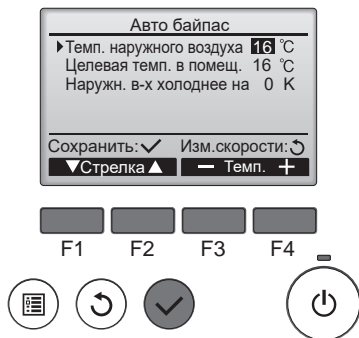 Авто байпас
Темп. наружного воздуха 16 ℃
Целевая темп. в помещ. 16 ℃
Наружн. в-х холоднее на 0 K
Сохранить: Изм.скорости:
▼Стрелка▲ — Темп. +
F1 F2 F3 F4